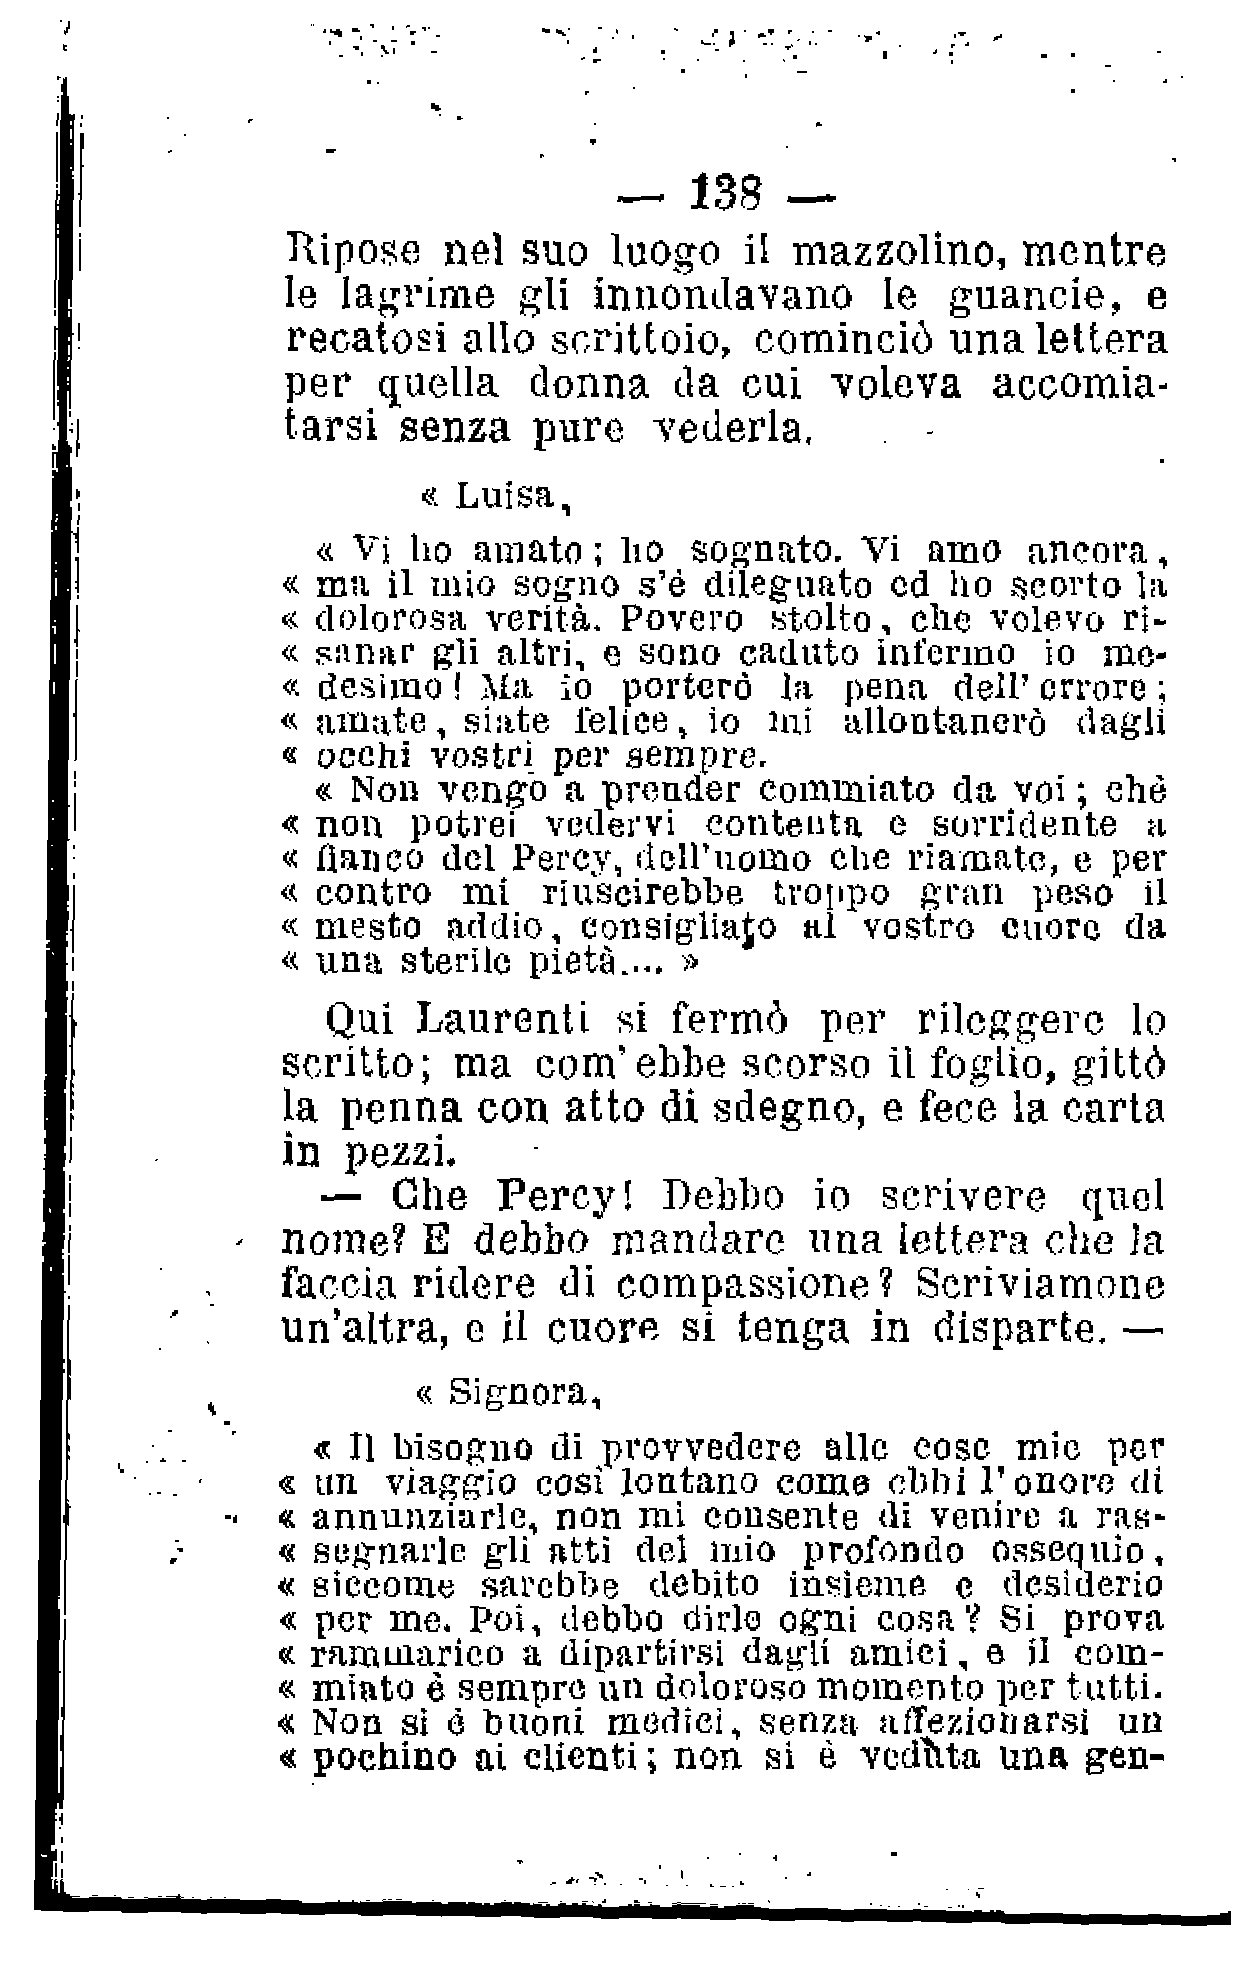 — 138 —
Ripose nel suo luogo il mazzolino, mentre
le lagrime gli innondavano le guancie, e
recatosi allo scrittoio, cominciò una lettera
per quella donna da cui voleva accomia-
tarsi senza pure vederla.
« Luisa,
« Vi ho amato; ho sognato. Vi amo ancora,
« ma il mio sogno s'è dileguato ed ho scorto la
« dolorosa verità. Povero stolto, che volevo ri-
« sanar gli altri, e sono caduto infermo io me-
« desimo! Ma io porterò la pena dell'errore;
« amate, siate felice, io mi allontanerò dagli
« occhi vostri per sempre.
« Non vengo a prender commiato da voi; chè
« non potrei vedervi contenta e sorridente a
« fianco del Percy, dell'uomo che riamate, e per
« contro mi riuscirebbe troppo gran peso il
« mesto addio, consigliato al vostro cuore da
« una sterile pietà.... »
Qui Laurenti si fermò per rileggere lo
scritto; ma com'ebbe scorso il foglio, gittò
la penna con atto di sdegno, e fece la carta
in pezzi.
— Che Percy! Debbo io scrivere quel
nome? E debbo mandare una lettera che la
faccia ridere di compassione? Scriviamone
un'altra, e il cuore si tenga in disparte. —
« Signora,
« Il bisogno di provvedere alle cose mie per
« un viaggio così lontano come ebbi l'onore di
« annunziarle, non mi consente di venire a ras-
« segnarle gli atti del mio profondo ossequio,
« siccome sarebbe debito insieme e desiderio
« per me. Poi, debbo dirlo ogni cosa? Si prova
« rammarico a dipartirsi dagli amici, e il com-
« miato è sempre un doloroso momento per tutti.
« Non si è buoni medici, senza affezionarsi un
« pochino ai clienti; non si è veduta una gen-